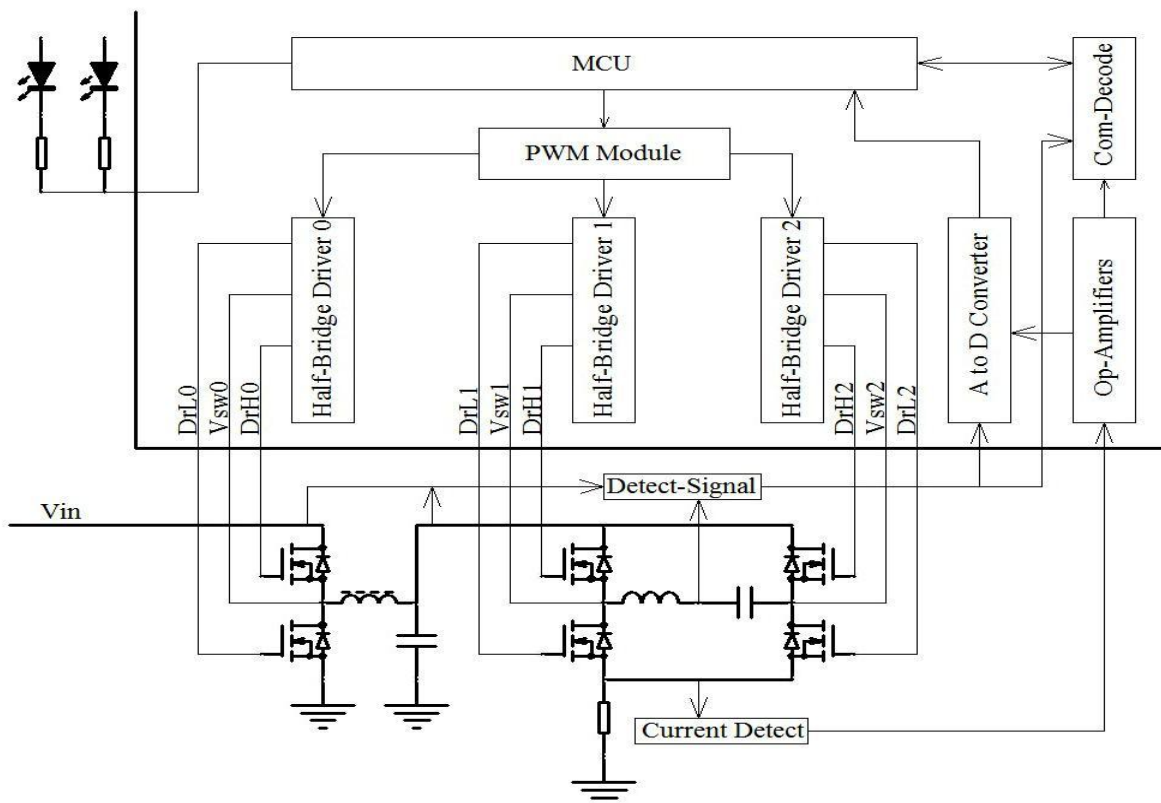 MCU
Com-Decode
PWM Module
Half-Bridge Driver 0
Half-Bridge Driver 1
Half-Bridge Driver 2
A to D Converter
Op-Amplifiers
DrL0
Vsw0
DrH0
DrL1
Vsw1
DrH1
DrH2
Vsw2
DrL2
Detect-Signal
Vin
Current Detect